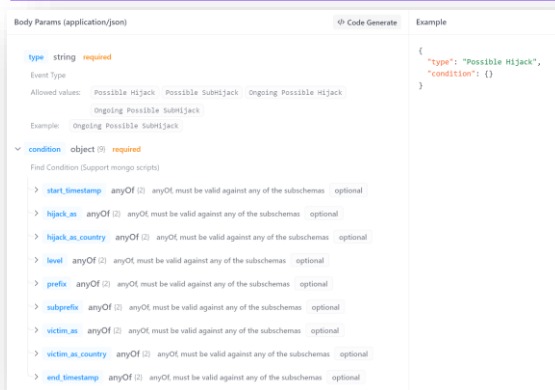 Body Params (application/json)
</> Code Generate
Example
type string required
Event Type
Allowed values: Possible Hijack Possible SubHijack Ongoing Possible Hijack
Ongoing Possible SubHijack
Example: Ongoing Possible SubHijack
condition object (9) required
Find Condition (Support mongo scripts)
start_timestamp anyOf (2) anyOf, must be valid against any of the subschemas optional
hijack_as anyOf (2) anyOf, must be valid against any of the subschemas optional
hijack_as_country anyOf (2) anyOf, must be valid against any of the subschemas optional
level anyOf (2) anyOf, must be valid against any of the subschemas optional
prefix anyOf (2) anyOf, must be valid against any of the subschemas optional
subprefix anyOf (2) anyOf, must be valid against any of the subschemas optional
victim_as anyOf (2) anyOf, must be valid against any of the subschemas optional
victim_as_country anyOf (2) anyOf, must be valid against any of the subschemas optional
end_timestamp anyOf (2) anyOf, must be valid against any of the subschemas optional
{
"type": "Possible Hijack",
"condition": {}
}